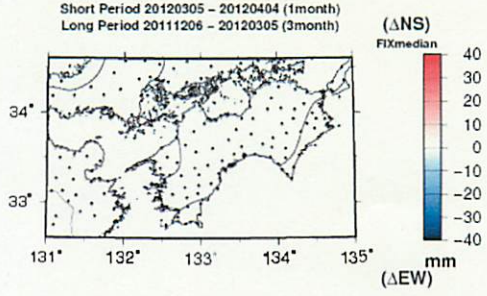 Short Period 20120305 – 20120404 (1month)
Long Period 20111206 – 20120305 (3month)
(ΔNS)
FIXmedian
40
30
20
10
0
−10
−20
−30
−40
mm
(ΔEW)
34°
33°
131° 132° 133° 134° 135°